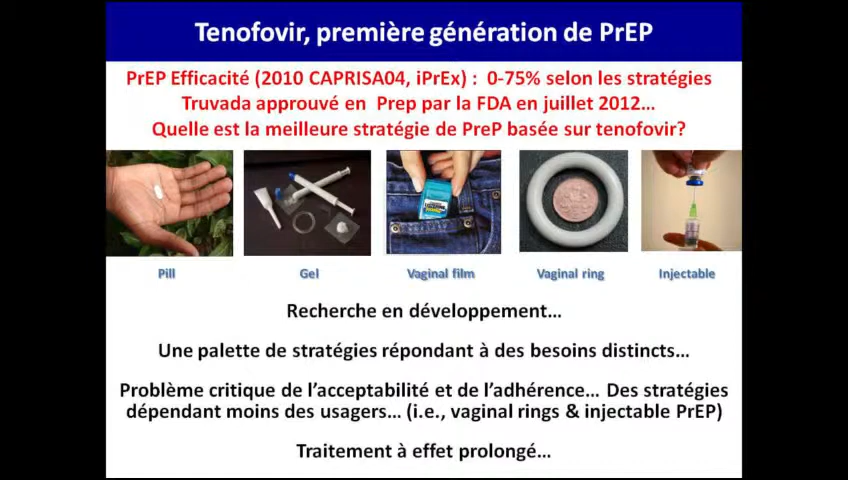 Tenofovir, première génération de PrEP
PrEP Efficacité (2010 CAPRISA04, iPrEx) : 0-75% selon les stratégies
Truvada approuvé en Prep par la FDA en juillet 2012…
Quelle est la meilleure stratégie de PreP basée sur tenofovir?
Pill
Gel
Vaginal film
Vaginal ring
Injectable
Recherche en développement…
Une palette de stratégies répondant à des besoins distincts…
Problème critique de l’acceptabilité et de l’adhérence… Des stratégies
dépendant moins des usagers… (i.e., vaginal rings & injectable PrEP)
Traitement à effet prolongé…